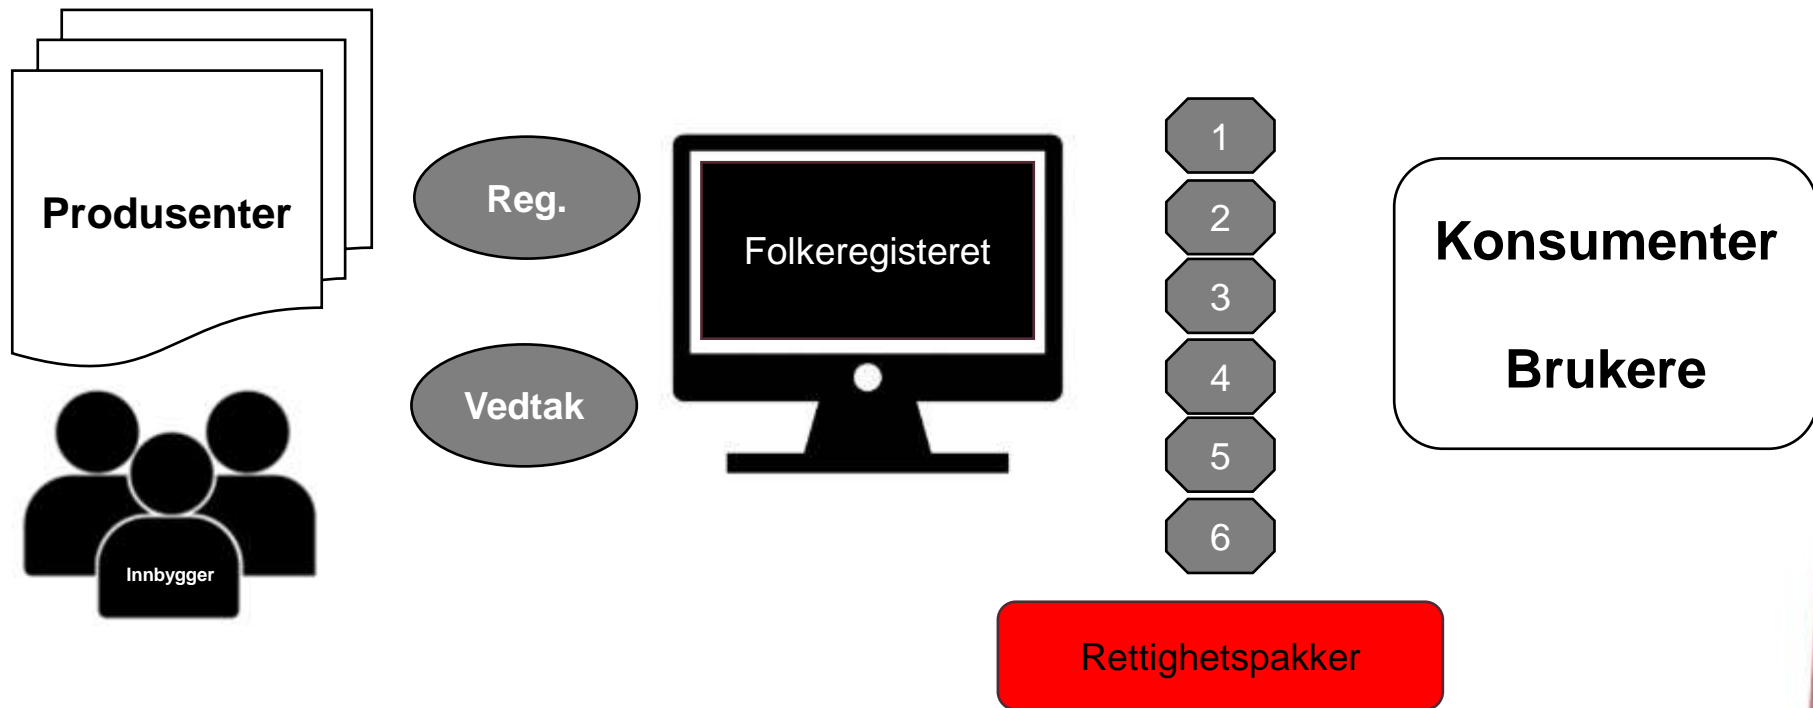 Produsenter
Innbygger
Reg.
Vedtak
Folkeregisteret
1
2
3
4
5
6
Rettighetspakker
Konsumenter
Brukere